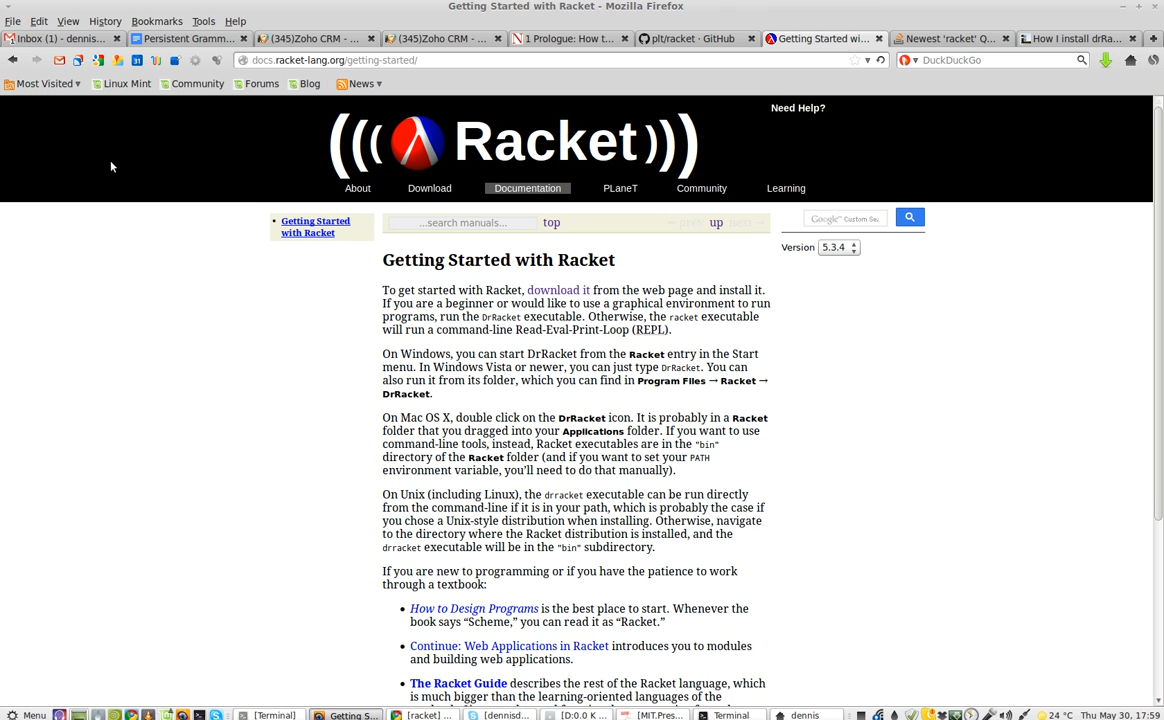 Getting Started with Racket - Mozilla Firefox
File Edit View History Bookmarks Tools Help
Inbox (1) - dennis... Persistent Gramm... (345)Zoho CRM - ... (345)Zoho CRM - ... 1 Prologue: How t... plt/racket · GitHub Getting Started wi... Newest 'racket' Q... How I install drRa...
docs.racket-lang.org/getting-started/ DuckDuckGo
Most Visited Linux Mint Community Forums Blog News
Need Help?
(((Racket)))
About Download Documentation PLaneT Community Learning
• Getting Started
with Racket
...search manuals... top ← prev up next →
Google™ Custom Sea
Version 5.3.4
Getting Started with Racket
To get started with Racket, download it from the web page and install it.
If you are a beginner or would like to use a graphical environment to run
programs, run the DrRacket executable. Otherwise, the racket executable
will run a command-line Read-Eval-Print-Loop (REPL).
On Windows, you can start DrRacket from the Racket entry in the Start
menu. In Windows Vista or newer, you can just type DrRacket. You can
also run it from its folder, which you can find in Program Files → Racket →
DrRacket.
On Mac OS X, double click on the DrRacket icon. It is probably in a Racket
folder that you dragged into your Applications folder. If you want to use
command-line tools, instead, Racket executables are in the "bin"
directory of the Racket folder (and if you want to set your PATH
environment variable, you'll need to do that manually).
On Unix (including Linux), the drracket executable can be run directly
from the command-line if it is in your path, which is probably the case if
you chose a Unix-style distribution when installing. Otherwise, navigate
to the directory where the Racket distribution is installed, and the
drracket executable will be in the "bin" subdirectory.
If you are new to programming or if you have the patience to work
through a textbook:
• How to Design Programs is the best place to start. Whenever the
book says “Scheme,” you can read it as “Racket.”
• Continue: Web Applications in Racket introduces you to modules
and building web applications.
• The Racket Guide describes the rest of the Racket language, which
is much bigger than the learning-oriented languages of the
Menu [Terminal] Getting S... [racket] ... [dennisd... [D:0.0 K ... [MIT.Pres... Terminal dennis 24 °C Thu May 30, 17:59